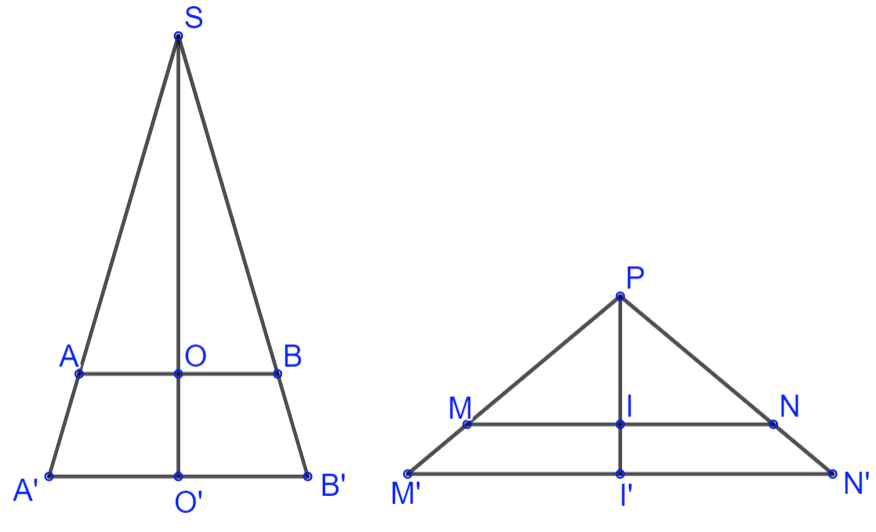 S
A O B
A' O' B'
P
M I N
M' I' N'